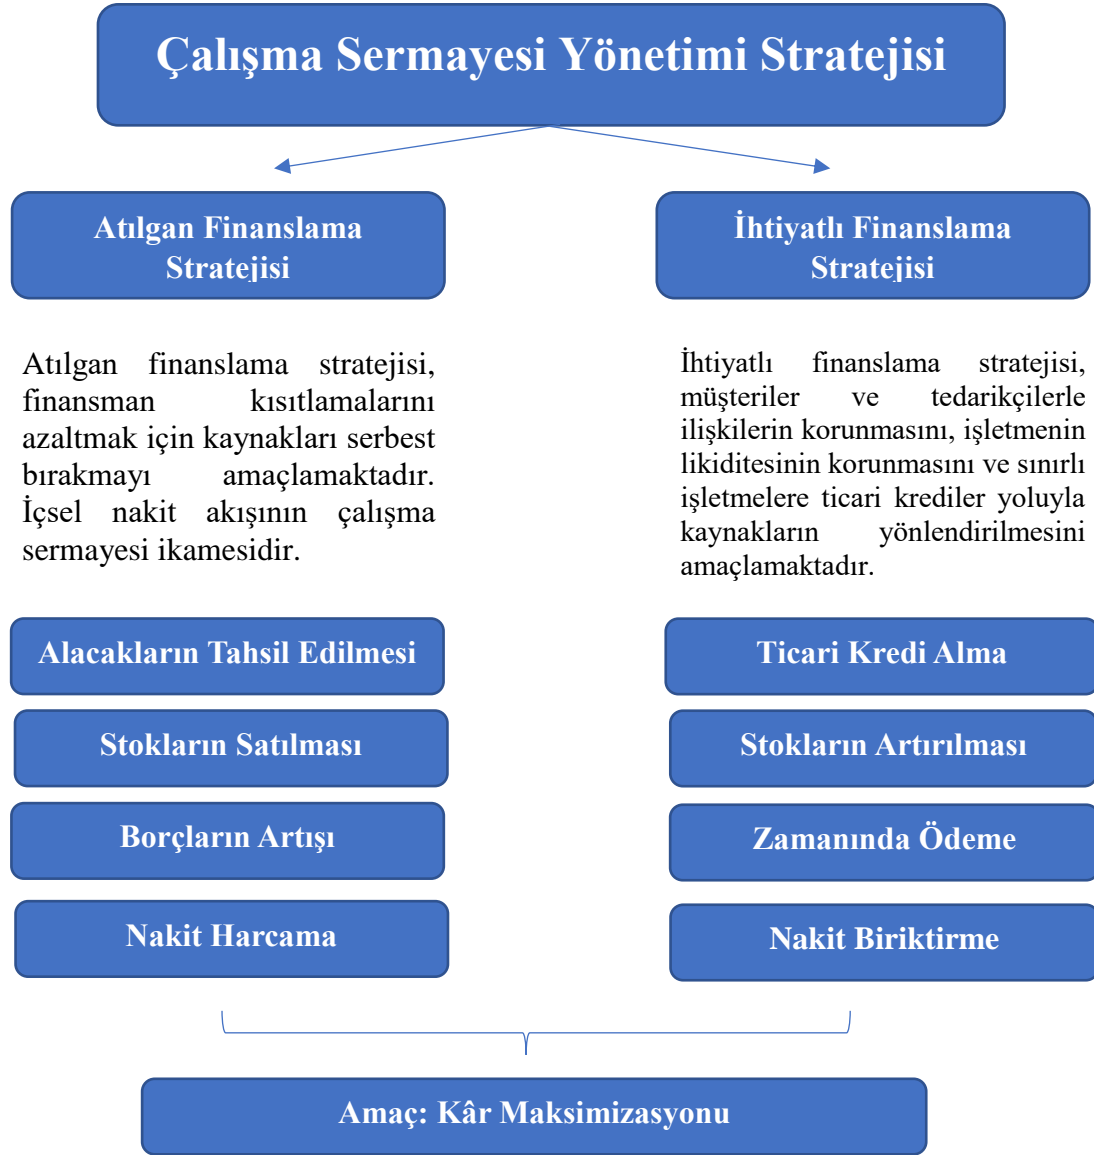 Çalışma Sermayesi Yönetimi Stratejisi
Atılgan Finanslama
Stratejisi
İhtiyatlı Finanslama
Stratejisi
Atılgan finanslama stratejisi,
finansman kısıtlamalarını
azaltmak için kaynakları serbest
bırakmayı amaçlamaktadır.
İçsel nakit akışının çalışma
sermayesi ikamesidir.
İhtiyatlı finanslama stratejisi,
müşteriler ve tedarikçilerle
ilişkilerin korunmasını, işletmenin
likiditesinin korunmasını ve sınırlı
işletmelere ticari krediler yoluyla
kaynakların yönlendirilmesini
amaçlamaktadır.
Alacakların Tahsil Edilmesi
Stokların Satılması
Borçların Artışı
Nakit Harcama
Ticari Kredi Alma
Stokların Artırılması
Zamanında Ödeme
Nakit Biriktirme
Amaç: Kâr Maksimizasyonu